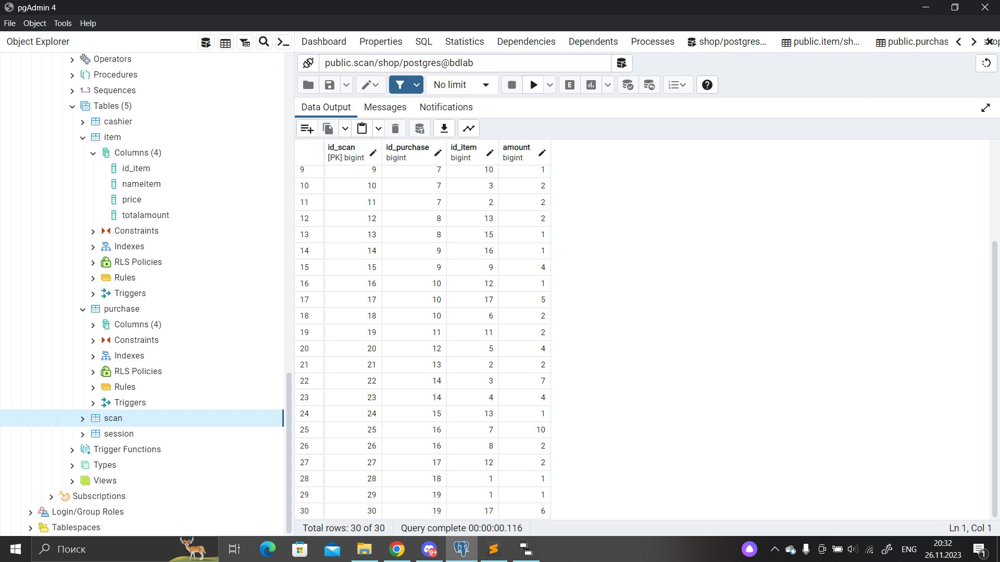 pgAdmin 4
File Object Tools Help
Object Explorer
Dashboard Properties SQL Statistics Dependencies Dependents Processes shop/postgres... public.item/sh... public.purchas
Operators
Procedures
1..3 Sequences
Tables (5)
cashier
item
Columns (4)
id_item
nameitem
price
totalamount
Constraints
Indexes
RLS Policies
Rules
Triggers
purchase
Columns (4)
Constraints
Indexes
RLS Policies
Rules
Triggers
scan
session
Trigger Functions
Types
Views
Subscriptions
Login/Group Roles
Tablespaces
public.scan/shop/postgres@bdlab
No limit
E
Data Output Messages Notifications
id_scan id_purchase id_item amount
[PK] bigint bigint bigint bigint
9 9 7 10 1
10 10 7 3 2
11 11 7 2 2
12 12 8 13 2
13 13 8 15 1
14 14 9 16 1
15 15 9 9 4
16 16 10 12 1
17 17 10 17 5
18 18 10 6 2
19 19 11 11 2
20 20 12 5 4
21 21 13 2 2
22 22 14 3 7
23 23 14 4 4
24 24 15 13 1
25 25 16 7 10
26 26 16 8 2
27 27 17 12 2
28 28 18 1 1
29 29 19 1 1
30 30 19 17 6
Total rows: 30 of 30 Query complete 00:00:00.116 Ln 1, Col 1
Поиск
9+
ENG
20:32
26.11.2023
1